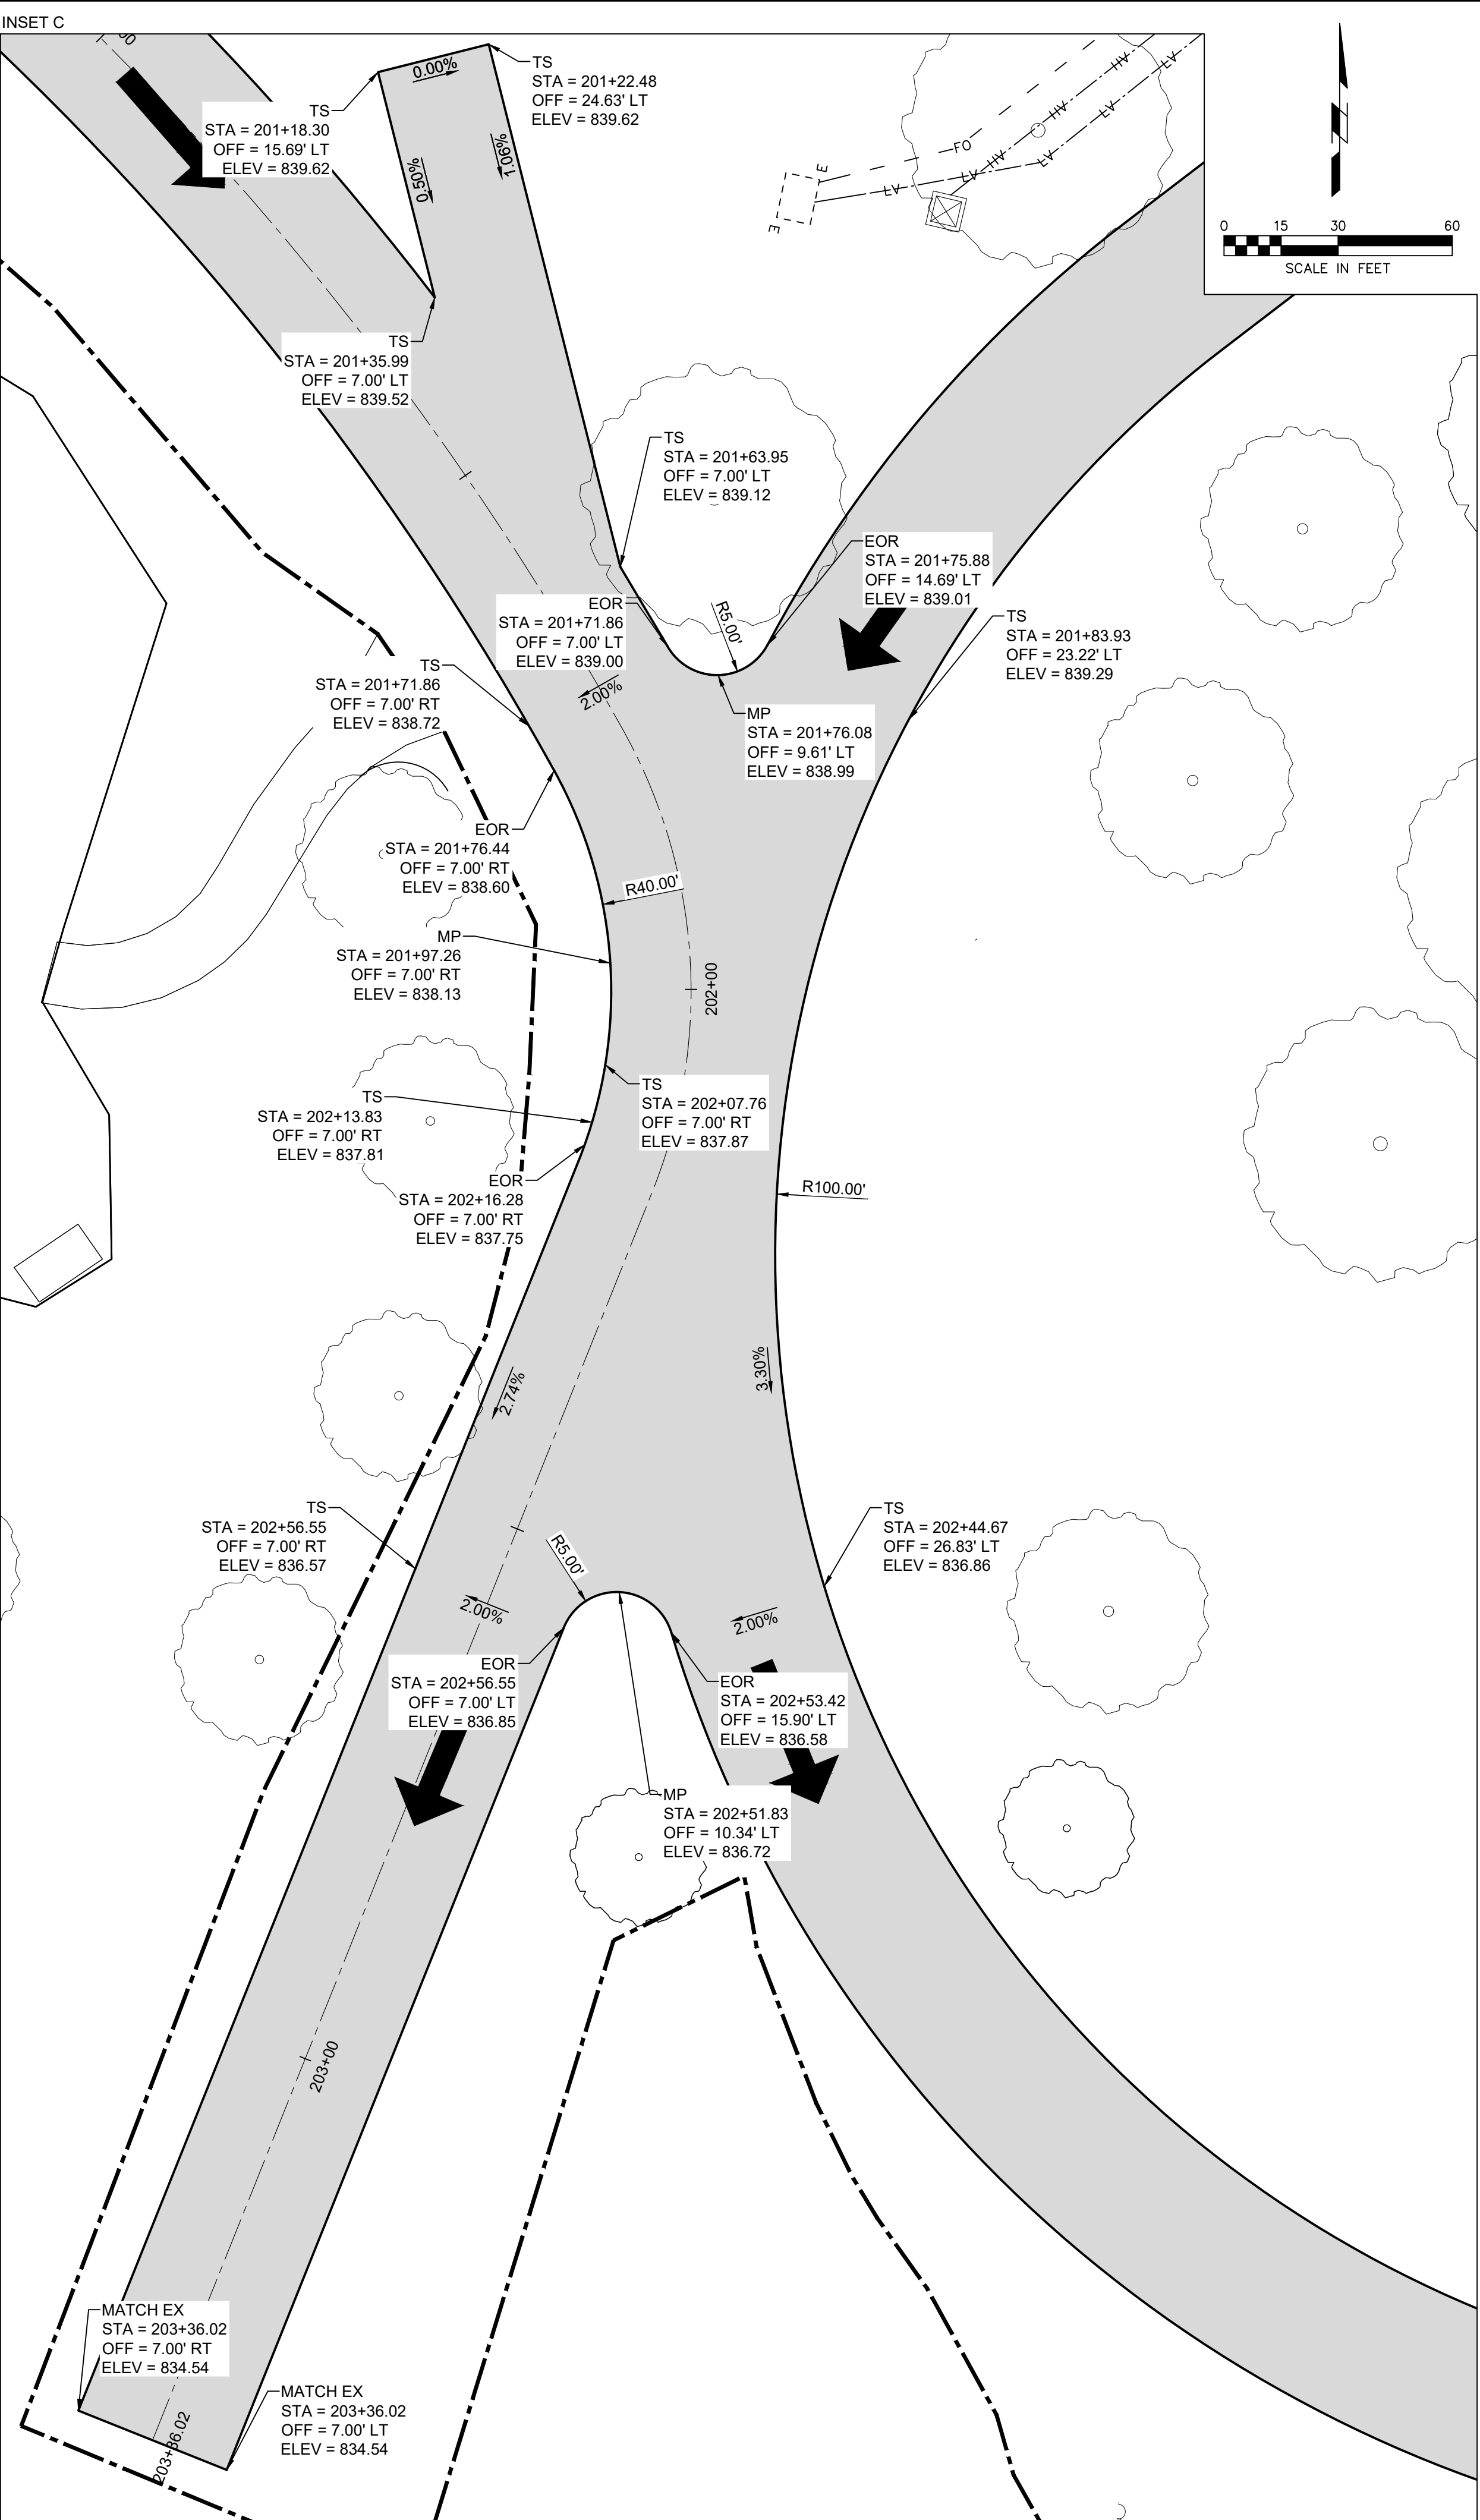 INSET C
00
0.00%
TS
STA = 201+22.48
OFF = 24.63' LT
ELEV = 839.62
TS
STA = 201+18.30
OFF = 15.69' LT
ELEV = 839.62
0.50%
1.06%
E
E
FO
HV
HV
HV
LV
LV
LV
LV
LV
N
0 15 30 60
SCALE IN FEET
TS
STA = 201+35.99
OFF = 7.00' LT
ELEV = 839.52
TS
STA = 201+63.95
OFF = 7.00' LT
ELEV = 839.12
EOR
STA = 201+75.88
OFF = 14.69' LT
ELEV = 839.01
EOR
STA = 201+71.86
OFF = 7.00' LT
ELEV = 839.00
R5.00'
TS
STA = 201+83.93
OFF = 23.22' LT
ELEV = 839.29
TS
STA = 201+71.86
OFF = 7.00' RT
ELEV = 838.72
2.00%
MP
STA = 201+76.08
OFF = 9.61' LT
ELEV = 838.99
EOR
STA = 201+76.44
OFF = 7.00' RT
ELEV = 838.60
R40.00'
MP
STA = 201+97.26
OFF = 7.00' RT
ELEV = 838.13
202+00
TS
STA = 202+13.83
OFF = 7.00' RT
ELEV = 837.81
TS
STA = 202+07.76
OFF = 7.00' RT
ELEV = 837.87
EOR
STA = 202+16.28
OFF = 7.00' RT
ELEV = 837.75
R100.00'
2.74%
3.30%
TS
STA = 202+56.55
OFF = 7.00' RT
ELEV = 836.57
R5.00'
TS
STA = 202+44.67
OFF = 26.83' LT
ELEV = 836.86
2.00%
2.00%
EOR
STA = 202+56.55
OFF = 7.00' LT
ELEV = 836.85
EOR
STA = 202+53.42
OFF = 15.90' LT
ELEV = 836.58
MP
STA = 202+51.83
OFF = 10.34' LT
ELEV = 836.72
203+00
MATCH EX
STA = 203+36.02
OFF = 7.00' RT
ELEV = 834.54
MATCH EX
STA = 203+36.02
OFF = 7.00' LT
ELEV = 834.54
203+36.02